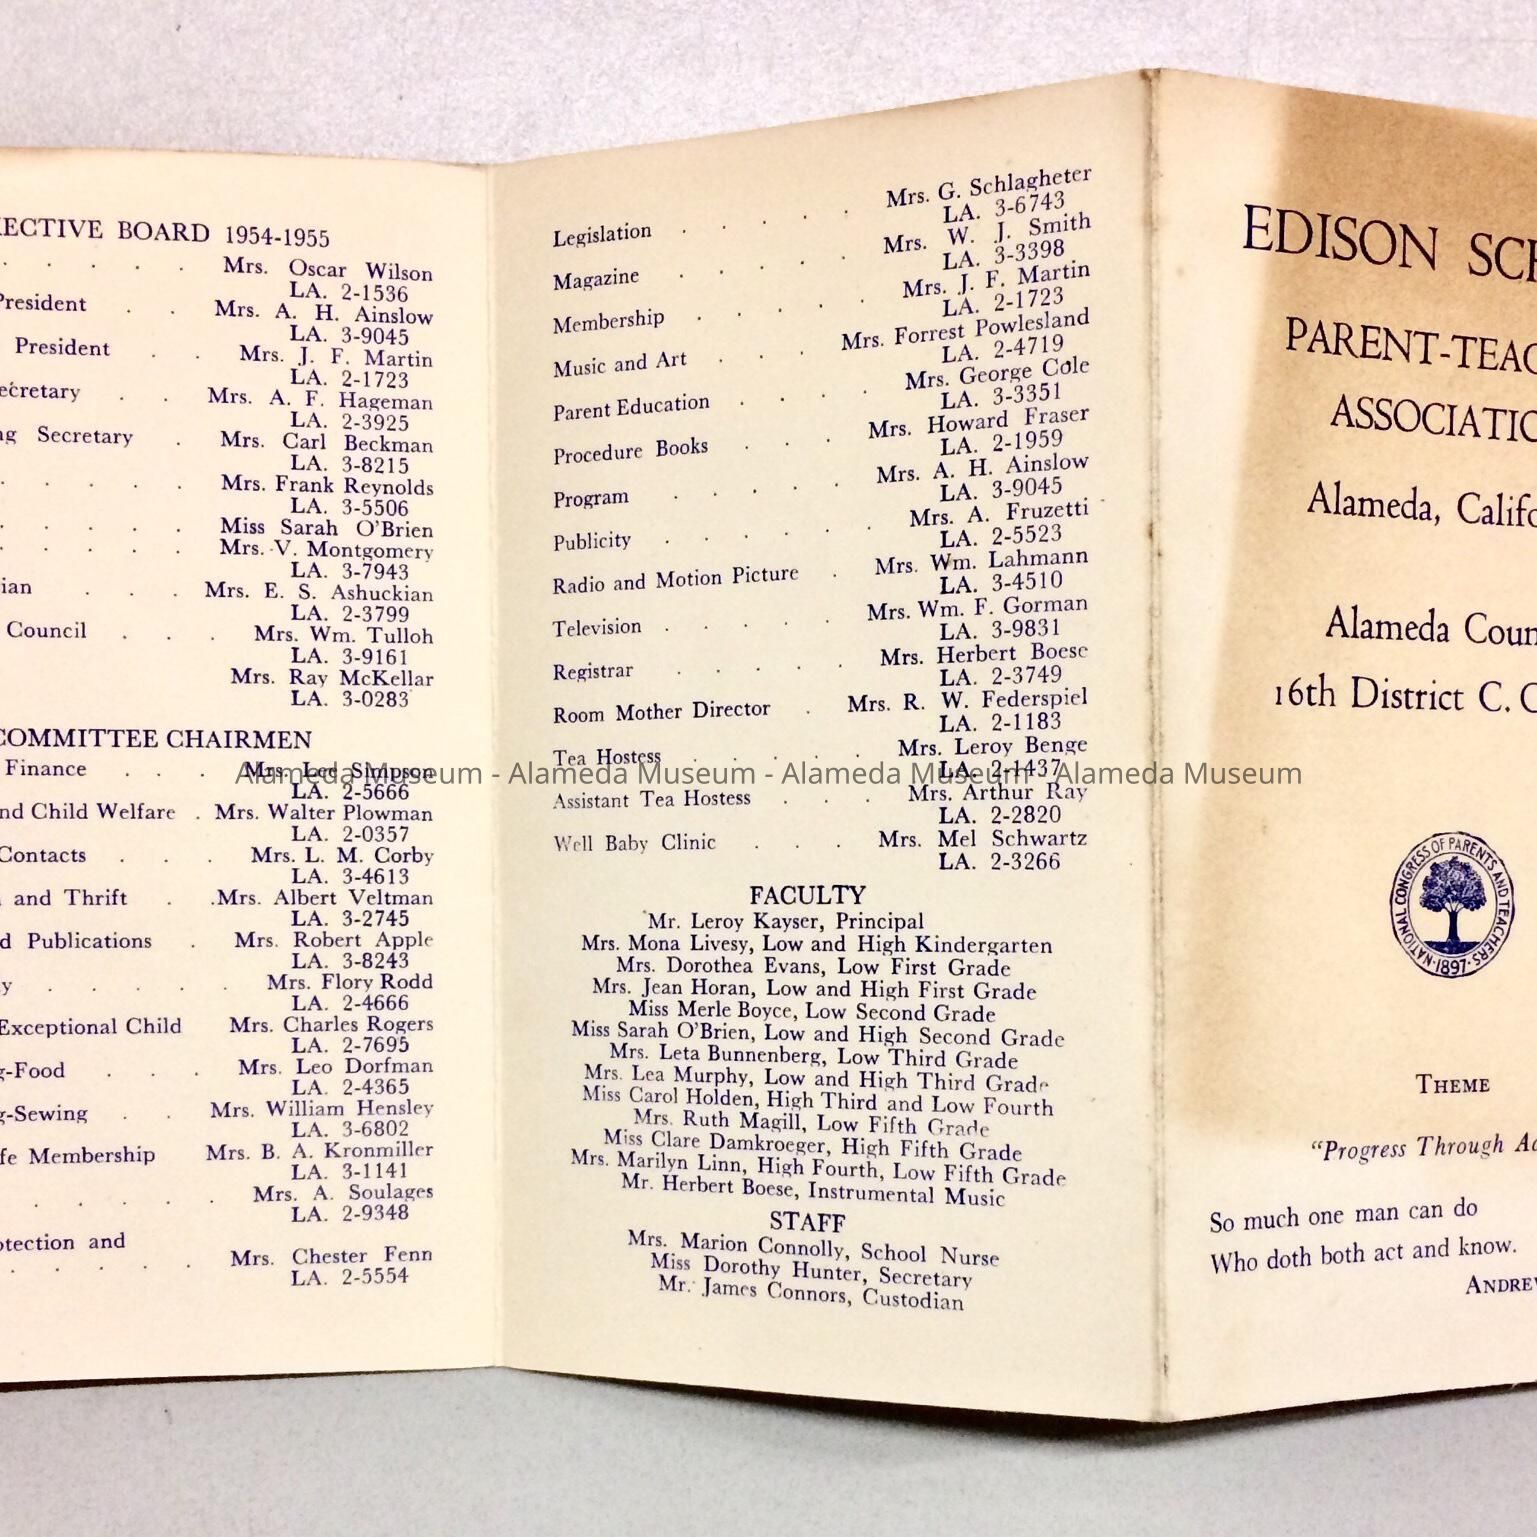 ECTIVE BOARD 1954-1955
. . . . . Mrs. Oscar Wilson
LA. 2-1536
President . . Mrs. A. H. Ainslow
LA. 3-9045
President . . Mrs. J. F. Martin
LA. 2-1723
ecretary . . Mrs. A. F. Hageman
LA. 2-3925
ng Secretary . Mrs. Carl Beckman
LA. 3-8215
. . . . . Mrs. Frank Reynolds
LA. 3-5506
. . . . . Miss Sarah O'Brien
. . . . . Mrs. V. Montgomery
LA. 3-7943
ian . . . Mrs. E. S. Ashuckian
LA. 2-3799
Council . . . Mrs. Wm. Tulloh
LA. 3-9161
Mrs. Ray McKellar
LA. 3-0283
COMMITTEE CHAIRMEN
Finance . . . Mrs. Lee Simpson
LA. 2-5666
nd Child Welfare . Mrs. Walter Plowman
LA. 2-0357
Contacts . . . Mrs. L. M. Corby
LA. 3-4613
and Thrift . . Mrs. Albert Veltman
LA. 3-2745
d Publications . Mrs. Robert Apple
LA. 3-8243
y . . . . . Mrs. Flory Rodd
LA. 2-4666
Exceptional Child Mrs. Charles Rogers
LA. 2-7695
g-Food . . . Mrs. Leo Dorfman
LA. 2-4365
g-Sewing . . Mrs. William Hensley
LA. 3-6802
fe Membership Mrs. B. A. Kronmiller
LA. 3-1141
. . . . . Mrs. A. Soulages
LA. 2-9348
otection and
. . . . . Mrs. Chester Fenn
LA. 2-5554
Legislation . . . . Mrs. G. Schlagheter
LA. 3-6743
Magazine . . . . Mrs. W. J. Smith
LA. 3-3398
Membership . . . . . Mrs. J. F. Martin
LA. 2-1723
Music and Art . . . Mrs. Forrest Powlesland
LA. 2-4719
Parent Education . . . . Mrs. George Cole
LA. 3-3351
Procedure Books . . . Mrs. Howard Fraser
LA. 2-1959
Program . . . . . Mrs. A. H. Ainslow
LA. 3-9045
Publicity . . . . . . Mrs. A. Fruzetti
LA. 2-5523
Radio and Motion Picture . Mrs. Wm. Lahmann
LA. 3-4510
Television . . . . . Mrs. Wm. F. Gorman
LA. 3-9831
Registrar . . . . . Mrs. Herbert Boese
LA. 2-3749
Room Mother Director . Mrs. R. W. Federspiel
LA. 2-1183
Tea Hostess . . . . . Mrs. Leroy Benge
LA. 2-1437
Assistant Tea Hostess . . . Mrs. Arthur Ray
LA. 2-2820
Well Baby Clinic . . . Mrs. Mel Schwartz
LA. 2-3266
FACULTY
Mr. Leroy Kayser, Principal
Mrs. Mona Livesy, Low and High Kindergarten
Mrs. Dorothea Evans, Low First Grade
Mrs. Jean Horan, Low and High First Grade
Miss Merle Boyce, Low Second Grade
Miss Sarah O'Brien, Low and High Second Grade
Mrs. Leta Bunnenberg, Low Third Grade
Mrs. Lea Murphy, Low and High Third Grade
Miss Carol Holden, High Third and Low Fourth
Mrs. Ruth Magill, Low Fifth Grade
Miss Clare Damkroeger, High Fifth Grade
Mrs. Marilyn Linn, High Fourth, Low Fifth Grade
Mr. Herbert Boese, Instrumental Music
STAFF
Mrs. Marion Connolly, School Nurse
Miss Dorothy Hunter, Secretary
Mr. James Connors, Custodian
EDISON SCH
PARENT-TEAC
ASSOCIATIO
Alameda, Califo
Alameda Coun
16th District C. C
NATIONAL CONGRESS OF PARENTS AND TEACHERS · 1897 ·
THEME
"Progress Through Ac
So much one man can do
Who doth both act and know.
ANDREW
Alameda Museum - Alameda Museum - Alameda Museum - Alameda Museum